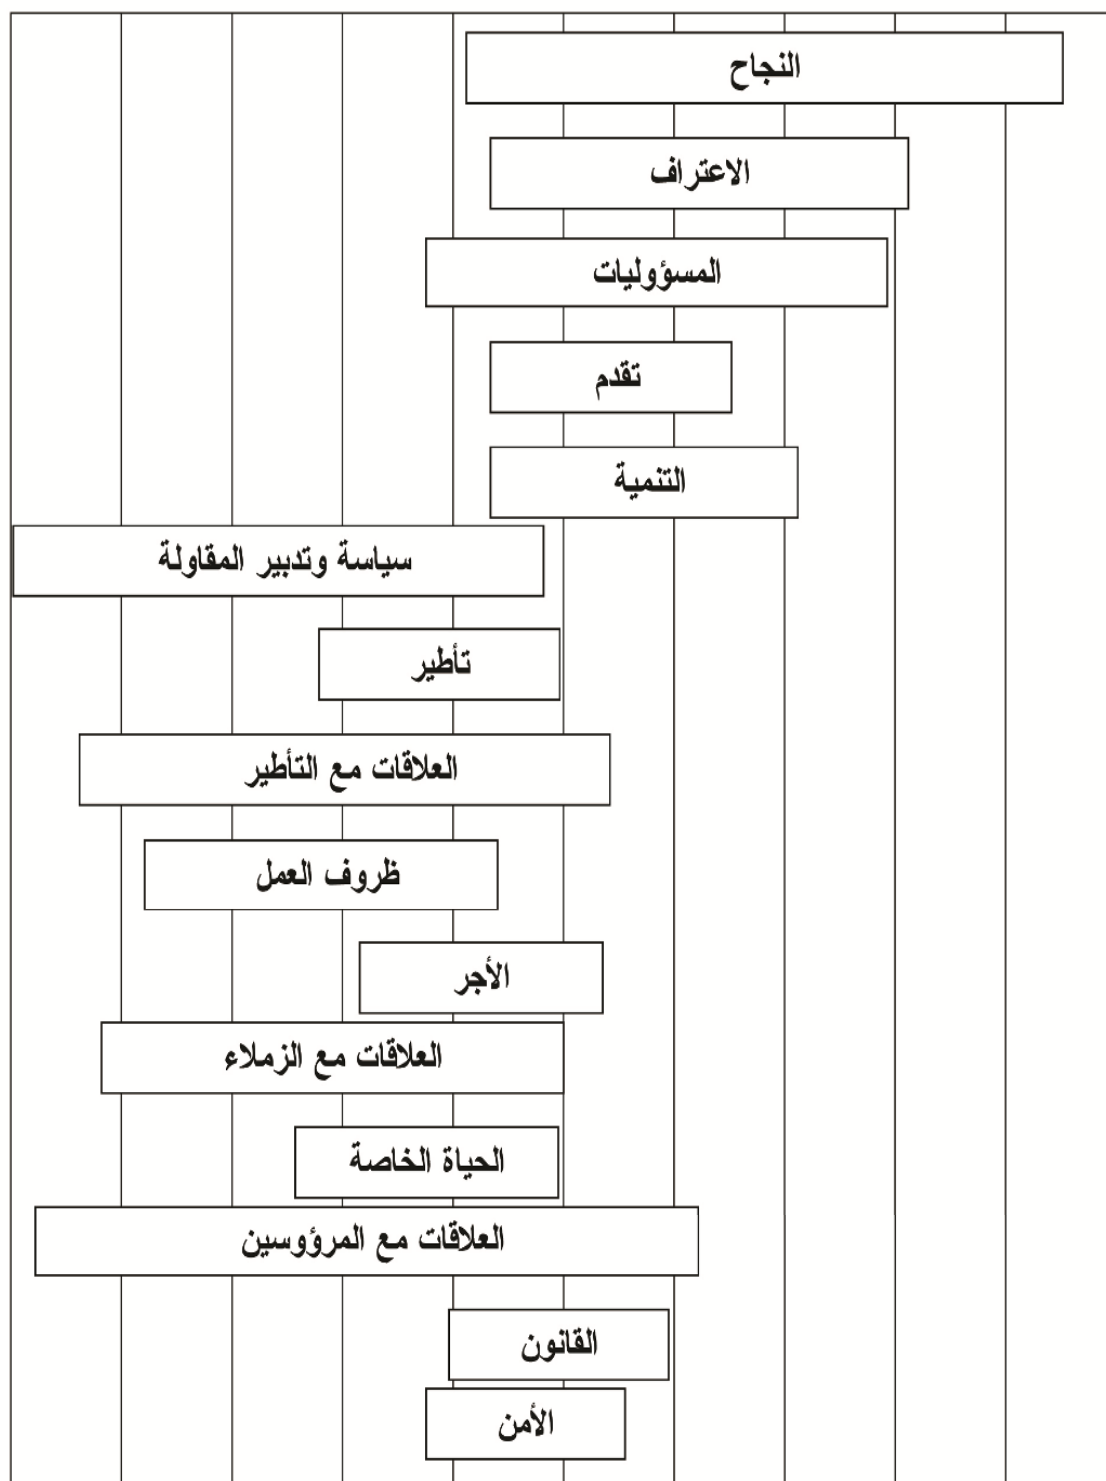 النجاح
الاعتراف
المسؤوليات
تقدم
التنمية
سياسة وتدبير المقاولة
تأطير
العلاقات مع التأطير
ظروف العمل
الأجر
العلاقات مع الزملاء
الحياة الخاصة
العلاقات مع المرؤوسين
القانون
الأمن